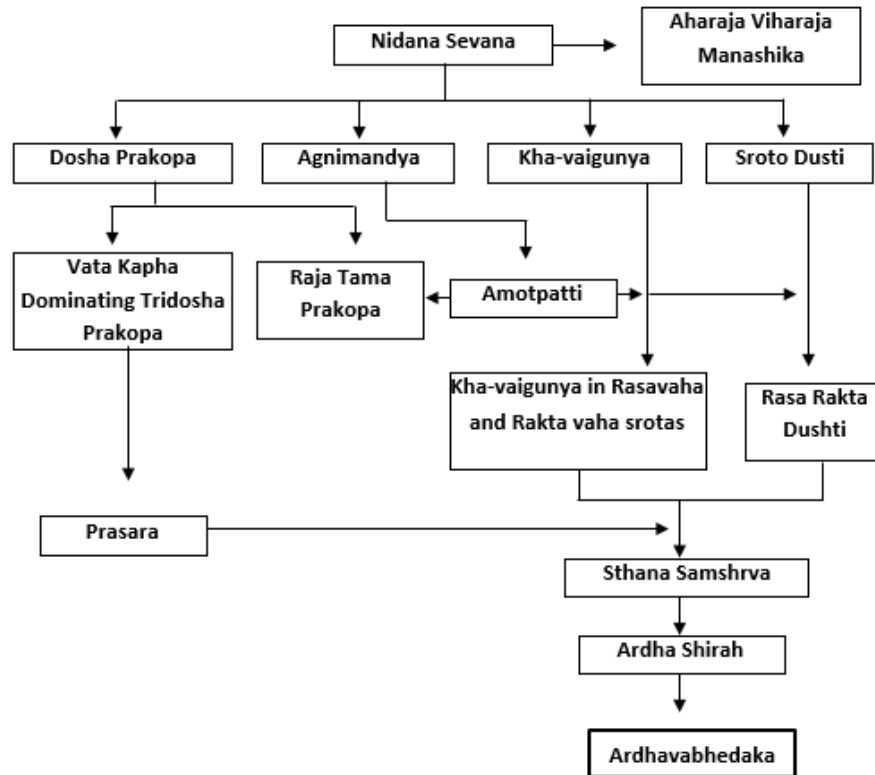 Nidana Sevana
Aharaja Viharaja
Manashika
Dosha Prakopa
Agnimandya
Kha-vaigunya
Sroto Dusti
Vata Kapha
Dominating Tridosha
Prakopa
Raja Tama
Prakopa
Amotpatti
Kha-vaigunya in Rasavaha
and Rakta vaha srotas
Rasa Rakta
Dushti
Prasara
Sthana Samshrva
Ardha Shirah
Ardhavabhedaka